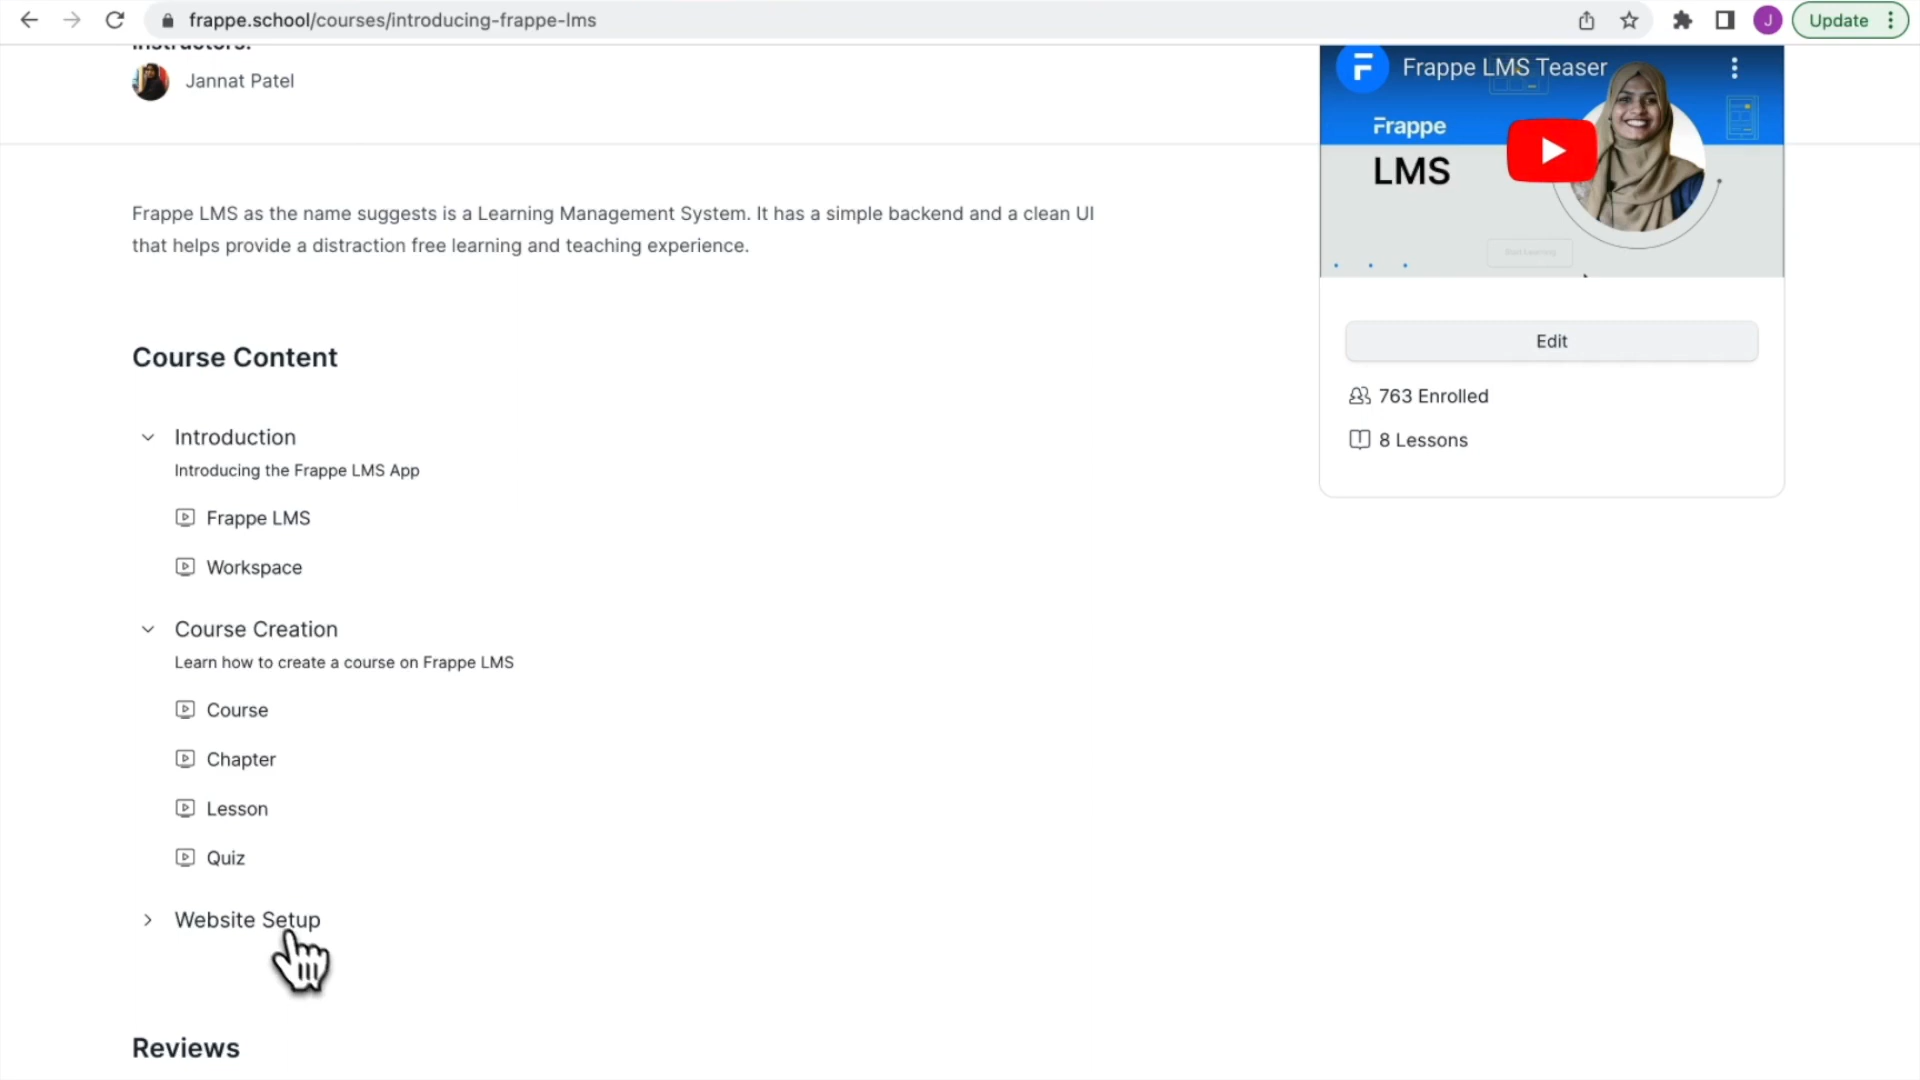 frappe.school/courses/introducing-frappe-lms
J
Update
Instructors:
Jannat Patel
Frappe LMS Teaser
Frappe
LMS
Start Learning
Frappe LMS as the name suggests is a Learning Management System. It has a simple backend and a clean UI
that helps provide a distraction free learning and teaching experience.
Edit
763 Enrolled
8 Lessons
Course Content
Introduction
Introducing the Frappe LMS App
Frappe LMS
Workspace
Course Creation
Learn how to create a course on Frappe LMS
Course
Chapter
Lesson
Quiz
Website Setup
Reviews